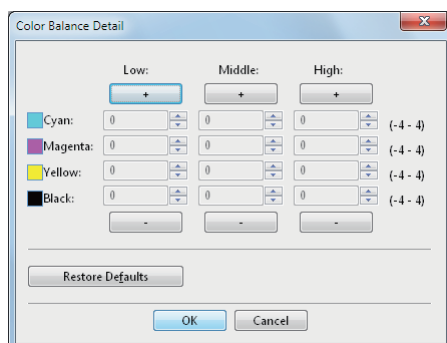 Color Balance Detail
Low: Middle: High:
+ + +
Cyan: 0 0 0 (-4 - 4)
Magenta: 0 0 0 (-4 - 4)
Yellow: 0 0 0 (-4 - 4)
Black: 0 0 0 (-4 - 4)
- - -
Restore Defaults
OK Cancel